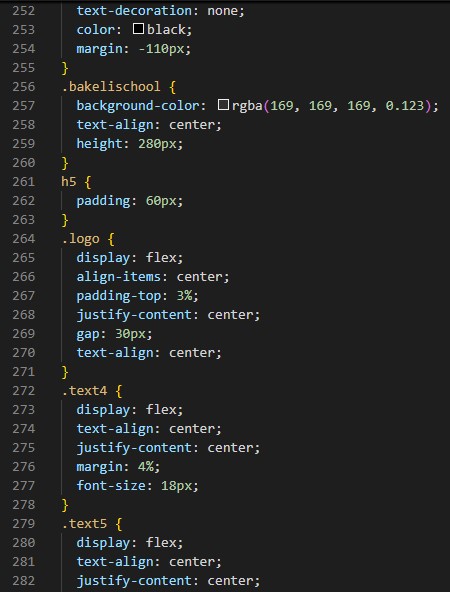 252 text-decoration: none;
253 color: black;
254 margin: -110px;
255 }
256 .bakelischool {
257 background-color: rgba(169, 169, 169, 0.123);
258 text-align: center;
259 height: 280px;
260 }
261 h5 {
262 padding: 60px;
263 }
264 .logo {
265 display: flex;
266 align-items: center;
267 padding-top: 3%;
268 justify-content: center;
269 gap: 30px;
270 text-align: center;
271 }
272 .text4 {
273 display: flex;
274 text-align: center;
275 justify-content: center;
276 margin: 4%;
277 font-size: 18px;
278 }
279 .text5 {
280 display: flex;
281 text-align: center;
282 justify-content: center;